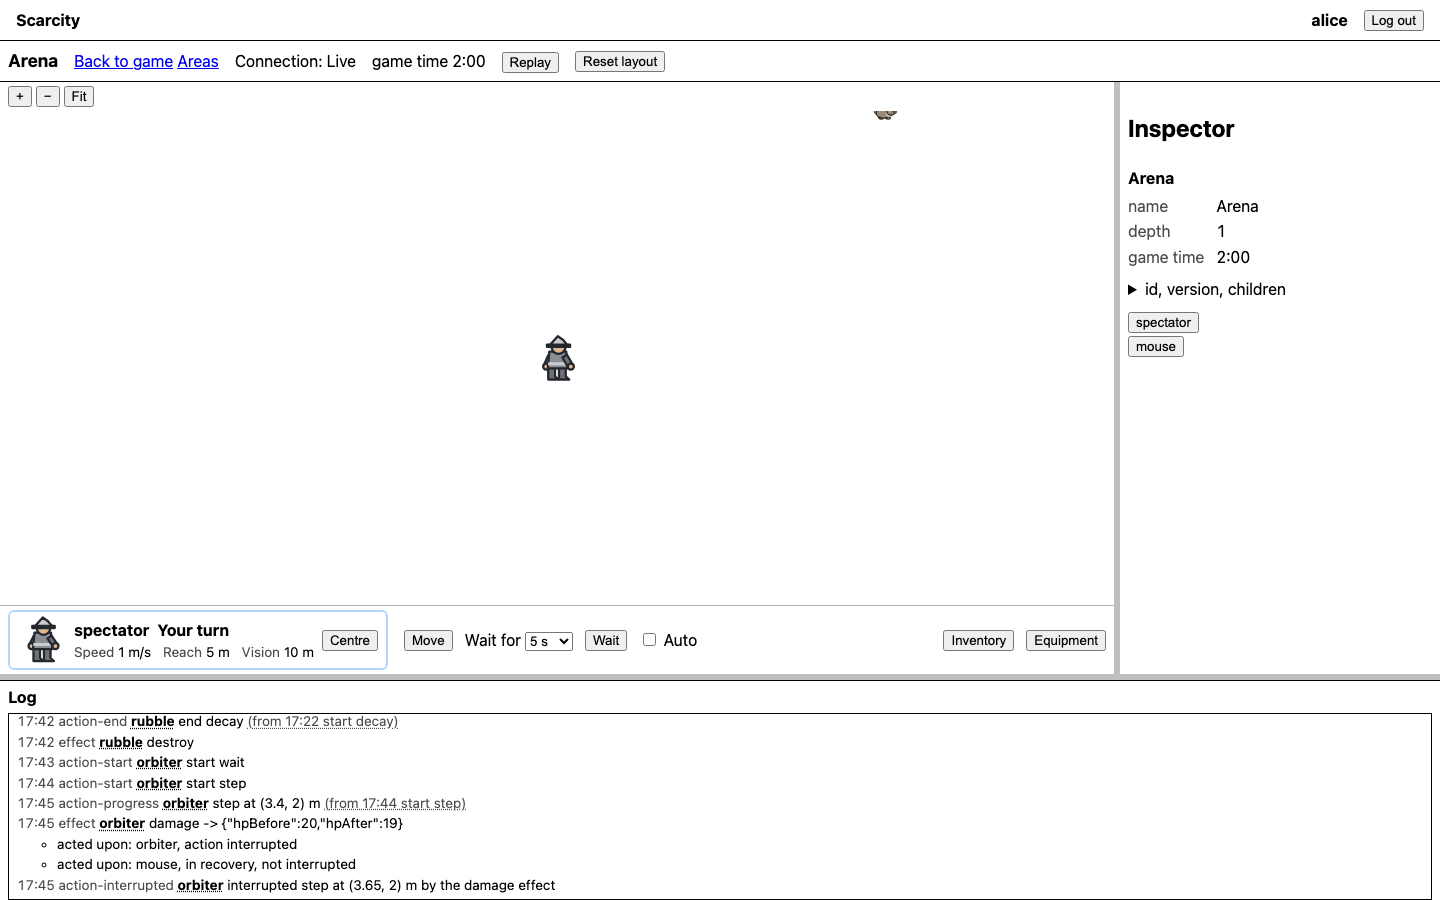 Scarcity alice Log out
Arena Back to game Areas Connection: Live game time 2:00 Replay Reset layout
+ − Fit
Inspector
Arena
name Arena
depth 1
game time 2:00
▶ id, version, children
spectator
mouse
spectator Your turn
Speed 1 m/s Reach 5 m Vision 10 m
Centre Move Wait for 5 s Wait Auto Inventory Equipment
Log
17:42 action-end rubble end decay (from 17:22 start decay)
17:42 effect rubble destroy
17:43 action-start orbiter start wait
17:44 action-start orbiter start step
17:45 action-progress orbiter step at (3.4, 2) m (from 17:44 start step)
17:45 effect orbiter damage -> {"hpBefore":20,"hpAfter":19}
acted upon: orbiter, action interrupted
acted upon: mouse, in recovery, not interrupted
17:45 action-interrupted orbiter interrupted step at (3.65, 2) m by the damage effect